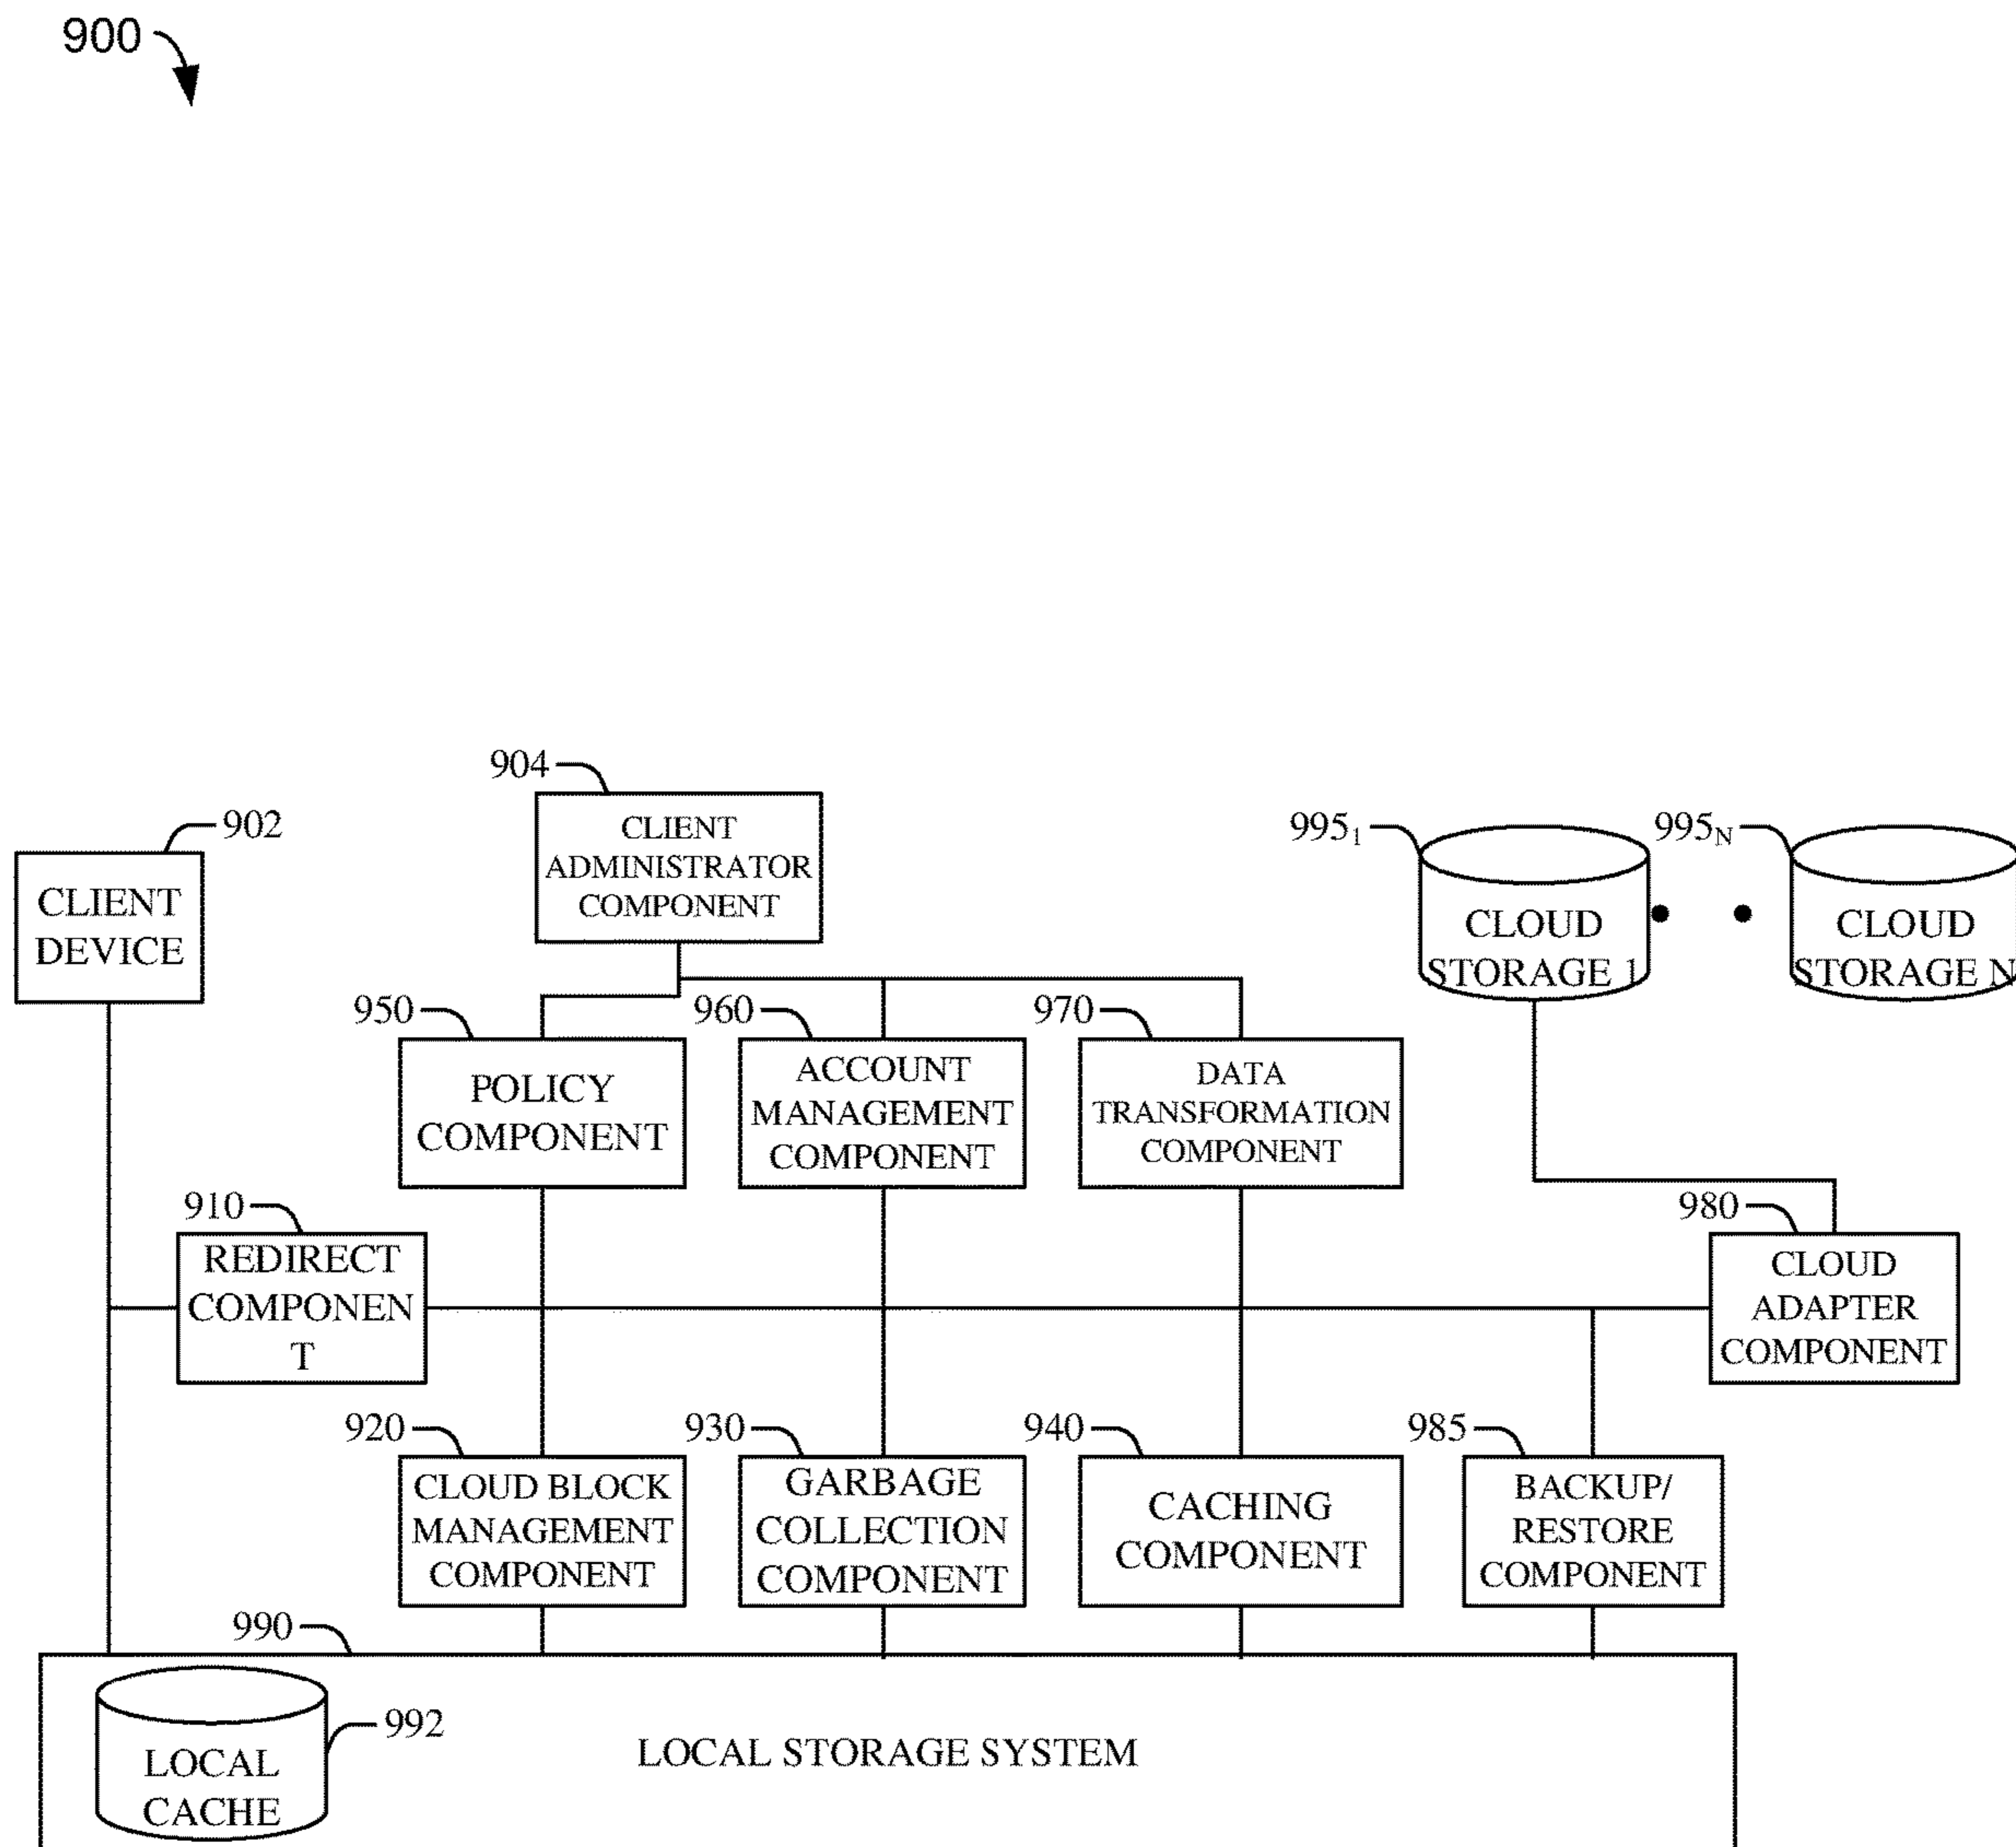 900
904
902
CLIENT
ADMINISTRATOR
COMPONENT
995₁
995N
CLIENT
DEVICE
CLOUD
STORAGE 1
CLOUD
STORAGE N
950
960
970
POLICY
COMPONENT
ACCOUNT
MANAGEMENT
COMPONENT
DATA
TRANSFORMATION
COMPONENT
910
980
REDIRECT
COMPONEN
T
CLOUD
ADAPTER
COMPONENT
920
930
940
985
CLOUD BLOCK
MANAGEMENT
COMPONENT
GARBAGE
COLLECTION
COMPONENT
CACHING
COMPONENT
BACKUP/
RESTORE
COMPONENT
990
992
LOCAL
CACHE
LOCAL STORAGE SYSTEM